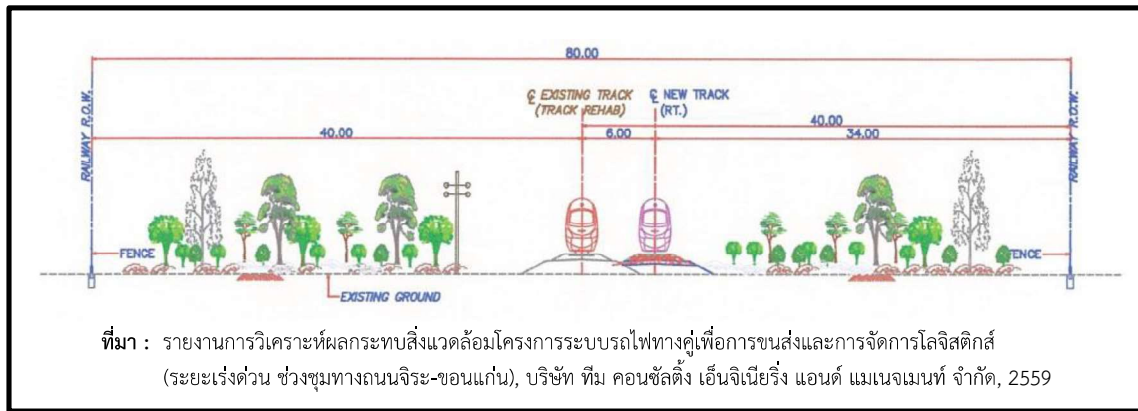 80.00
℄ EXISTING TRACK ℄ NEW TRACK
(TRACK REHAB) (RT.)
40.00
40.00 6.00 34.00
RAILWAY R.O.W.
RAILWAY R.O.W.
FENCE
FENCE
EXISTING GROUND
ที่มา : รายงานการวิเคราะห์ผลกระทบสิ่งแวดล้อมโครงการระบบรถไฟทางคู่เพื่อการขนส่งและการจัดการโลจิสติกส์
(ระยะเร่งด่วน ช่วงชุมทางถนนจิระ-ขอนแก่น), บริษัท ทีม คอนซัลติ้ง เอ็นจิเนียริ่ง แอนด์ แมเนจเมนท์ จำกัด, 2559